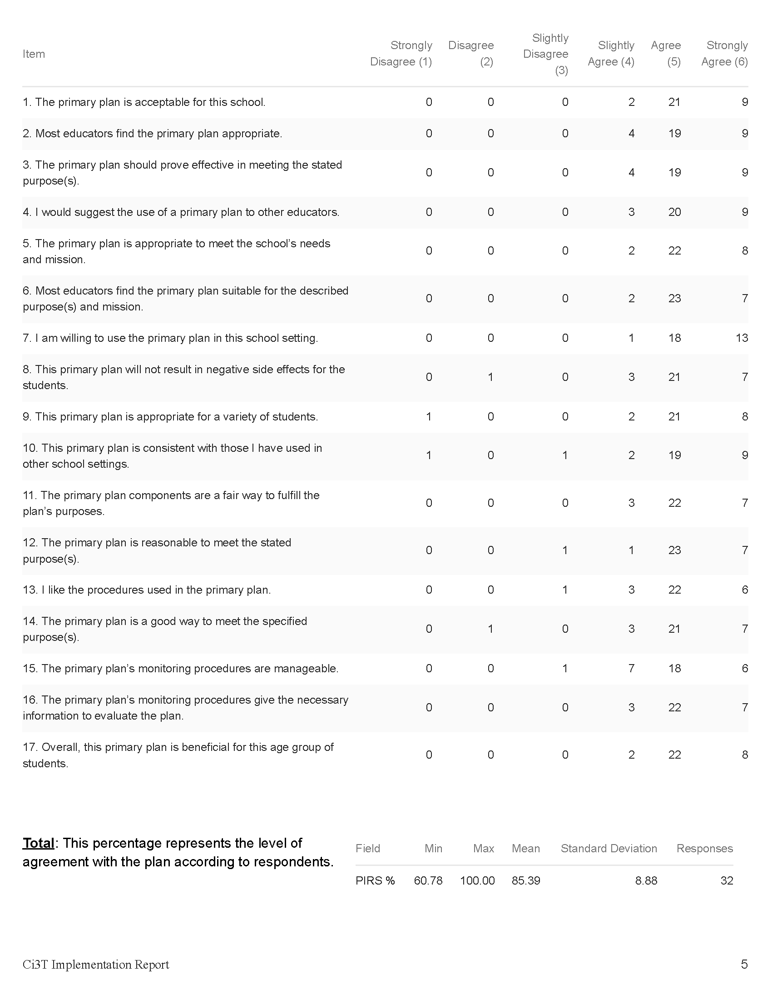 Item Strongly Disagree (1) Disagree (2) Slightly Disagree (3) Slightly Agree (4) Agree (5) Strongly Agree (6)
1. The primary plan is acceptable for this school. 0 0 0 2 21 9
2. Most educators find the primary plan appropriate. 0 0 0 4 19 9
3. The primary plan should prove effective in meeting the stated
purpose(s). 0 0 0 4 19 9
4. I would suggest the use of a primary plan to other educators. 0 0 0 3 20 9
5. The primary plan is appropriate to meet the school’s needs
and mission. 0 0 0 2 22 8
6. Most educators find the primary plan suitable for the described
purpose(s) and mission. 0 0 0 2 23 7
7. I am willing to use the primary plan in this school setting. 0 0 0 1 18 13
8. This primary plan will not result in negative side effects for the
students. 0 1 0 3 21 7
9. This primary plan is appropriate for a variety of students. 1 0 0 2 21 8
10. This primary plan is consistent with those I have used in
other school settings. 1 0 1 2 19 9
11. The primary plan components are a fair way to fulfill the
plan’s purposes. 0 0 0 3 22 7
12. The primary plan is reasonable to meet the stated
purpose(s). 0 0 1 1 23 7
13. I like the procedures used in the primary plan. 0 0 1 3 22 6
14. The primary plan is a good way to meet the specified
purpose(s). 0 1 0 3 21 7
15. The primary plan’s monitoring procedures are manageable. 0 0 1 7 18 6
16. The primary plan’s monitoring procedures give the necessary
information to evaluate the plan. 0 0 0 3 22 7
17. Overall, this primary plan is beneficial for this age group of
students. 0 0 0 2 22 8
Total: This percentage represents the level of
agreement with the plan according to respondents.
Field Min Max Mean Standard Deviation Responses
PIRS % 60.78 100.00 85.39 8.88 32
Ci3T Implementation Report 5